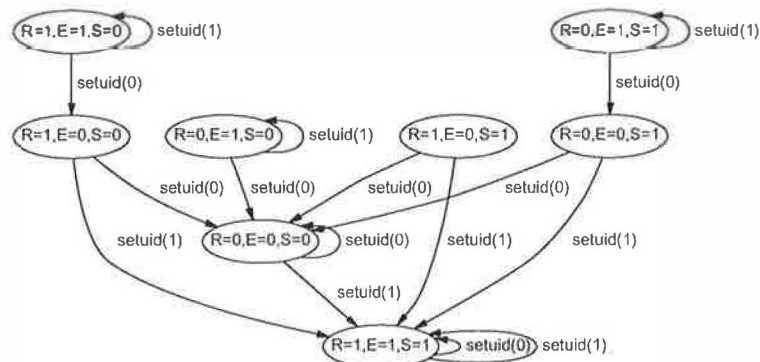 R=1,E=1,S=0
setuid(1)
R=0,E=1,S=1
setuid(1)
setuid(0)
setuid(0)
R=1,E=0,S=0
R=0,E=1,S=0
setuid(1)
R=1,E=0,S=1
R=0,E=0,S=1
setuid(0)
setuid(0)
setuid(0)
setuid(0)
setuid(1)
R=0,E=0,S=0
setuid(0)
setuid(1)
setuid(1)
setuid(1)
R=1,E=1,S=1
setuid(0)
setuid(1)